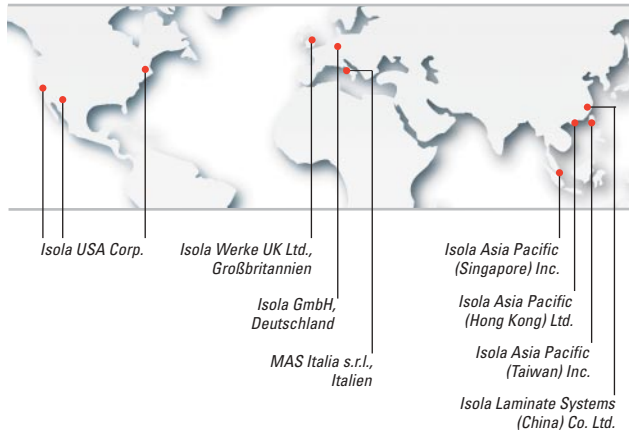 Isola USA Corp.
Isola Werke UK Ltd.,
Großbritannien
Isola GmbH,
Deutschland
MAS Italia s.r.l.,
Italien
Isola Asia Pacific
(Singapore) Inc.
Isola Asia Pacific
(Hong Kong) Ltd.
Isola Asia Pacific
(Taiwan) Inc.
Isola Laminate Systems
(China) Co. Ltd.